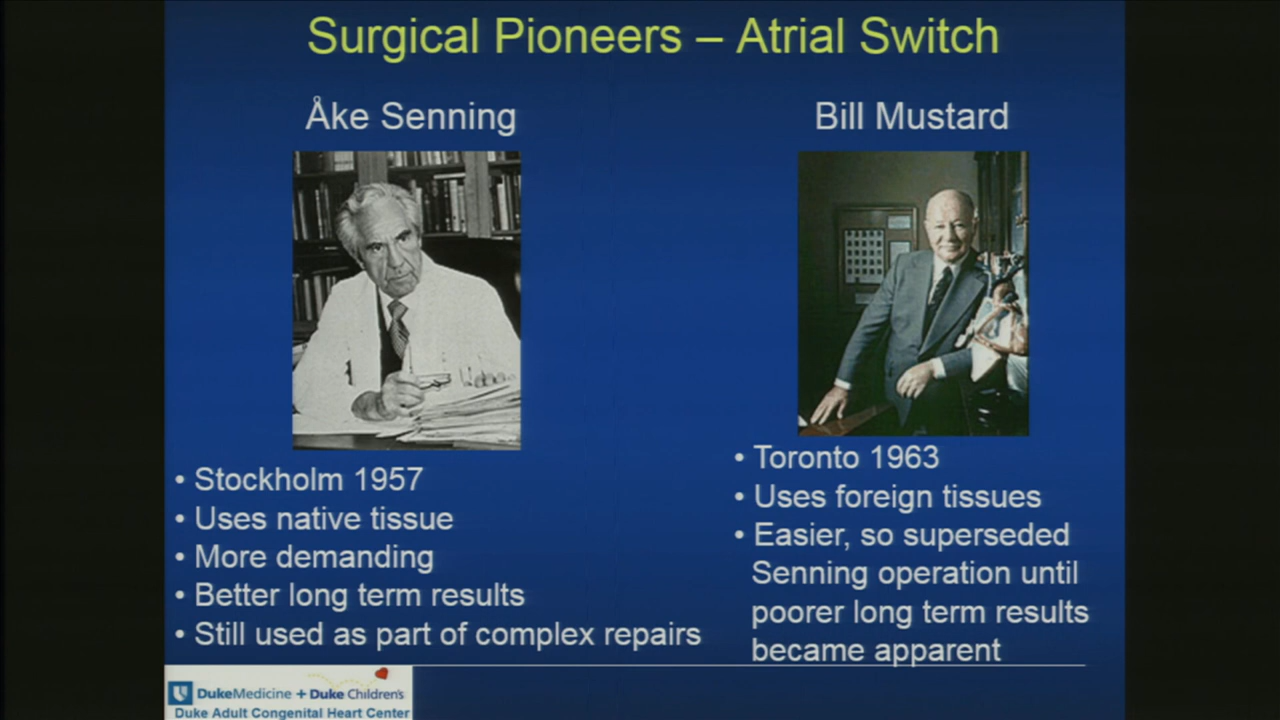 Surgical Pioneers – Atrial Switch
Åke Senning
Bill Mustard
• Stockholm 1957
• Uses native tissue
• More demanding
• Better long term results
• Still used as part of complex repairs
• Toronto 1963
• Uses foreign tissues
• Easier, so superseded
Senning operation until
poorer long term results
became apparent
DukeMedicine + Duke Children's
Duke Adult Congenital Heart Center